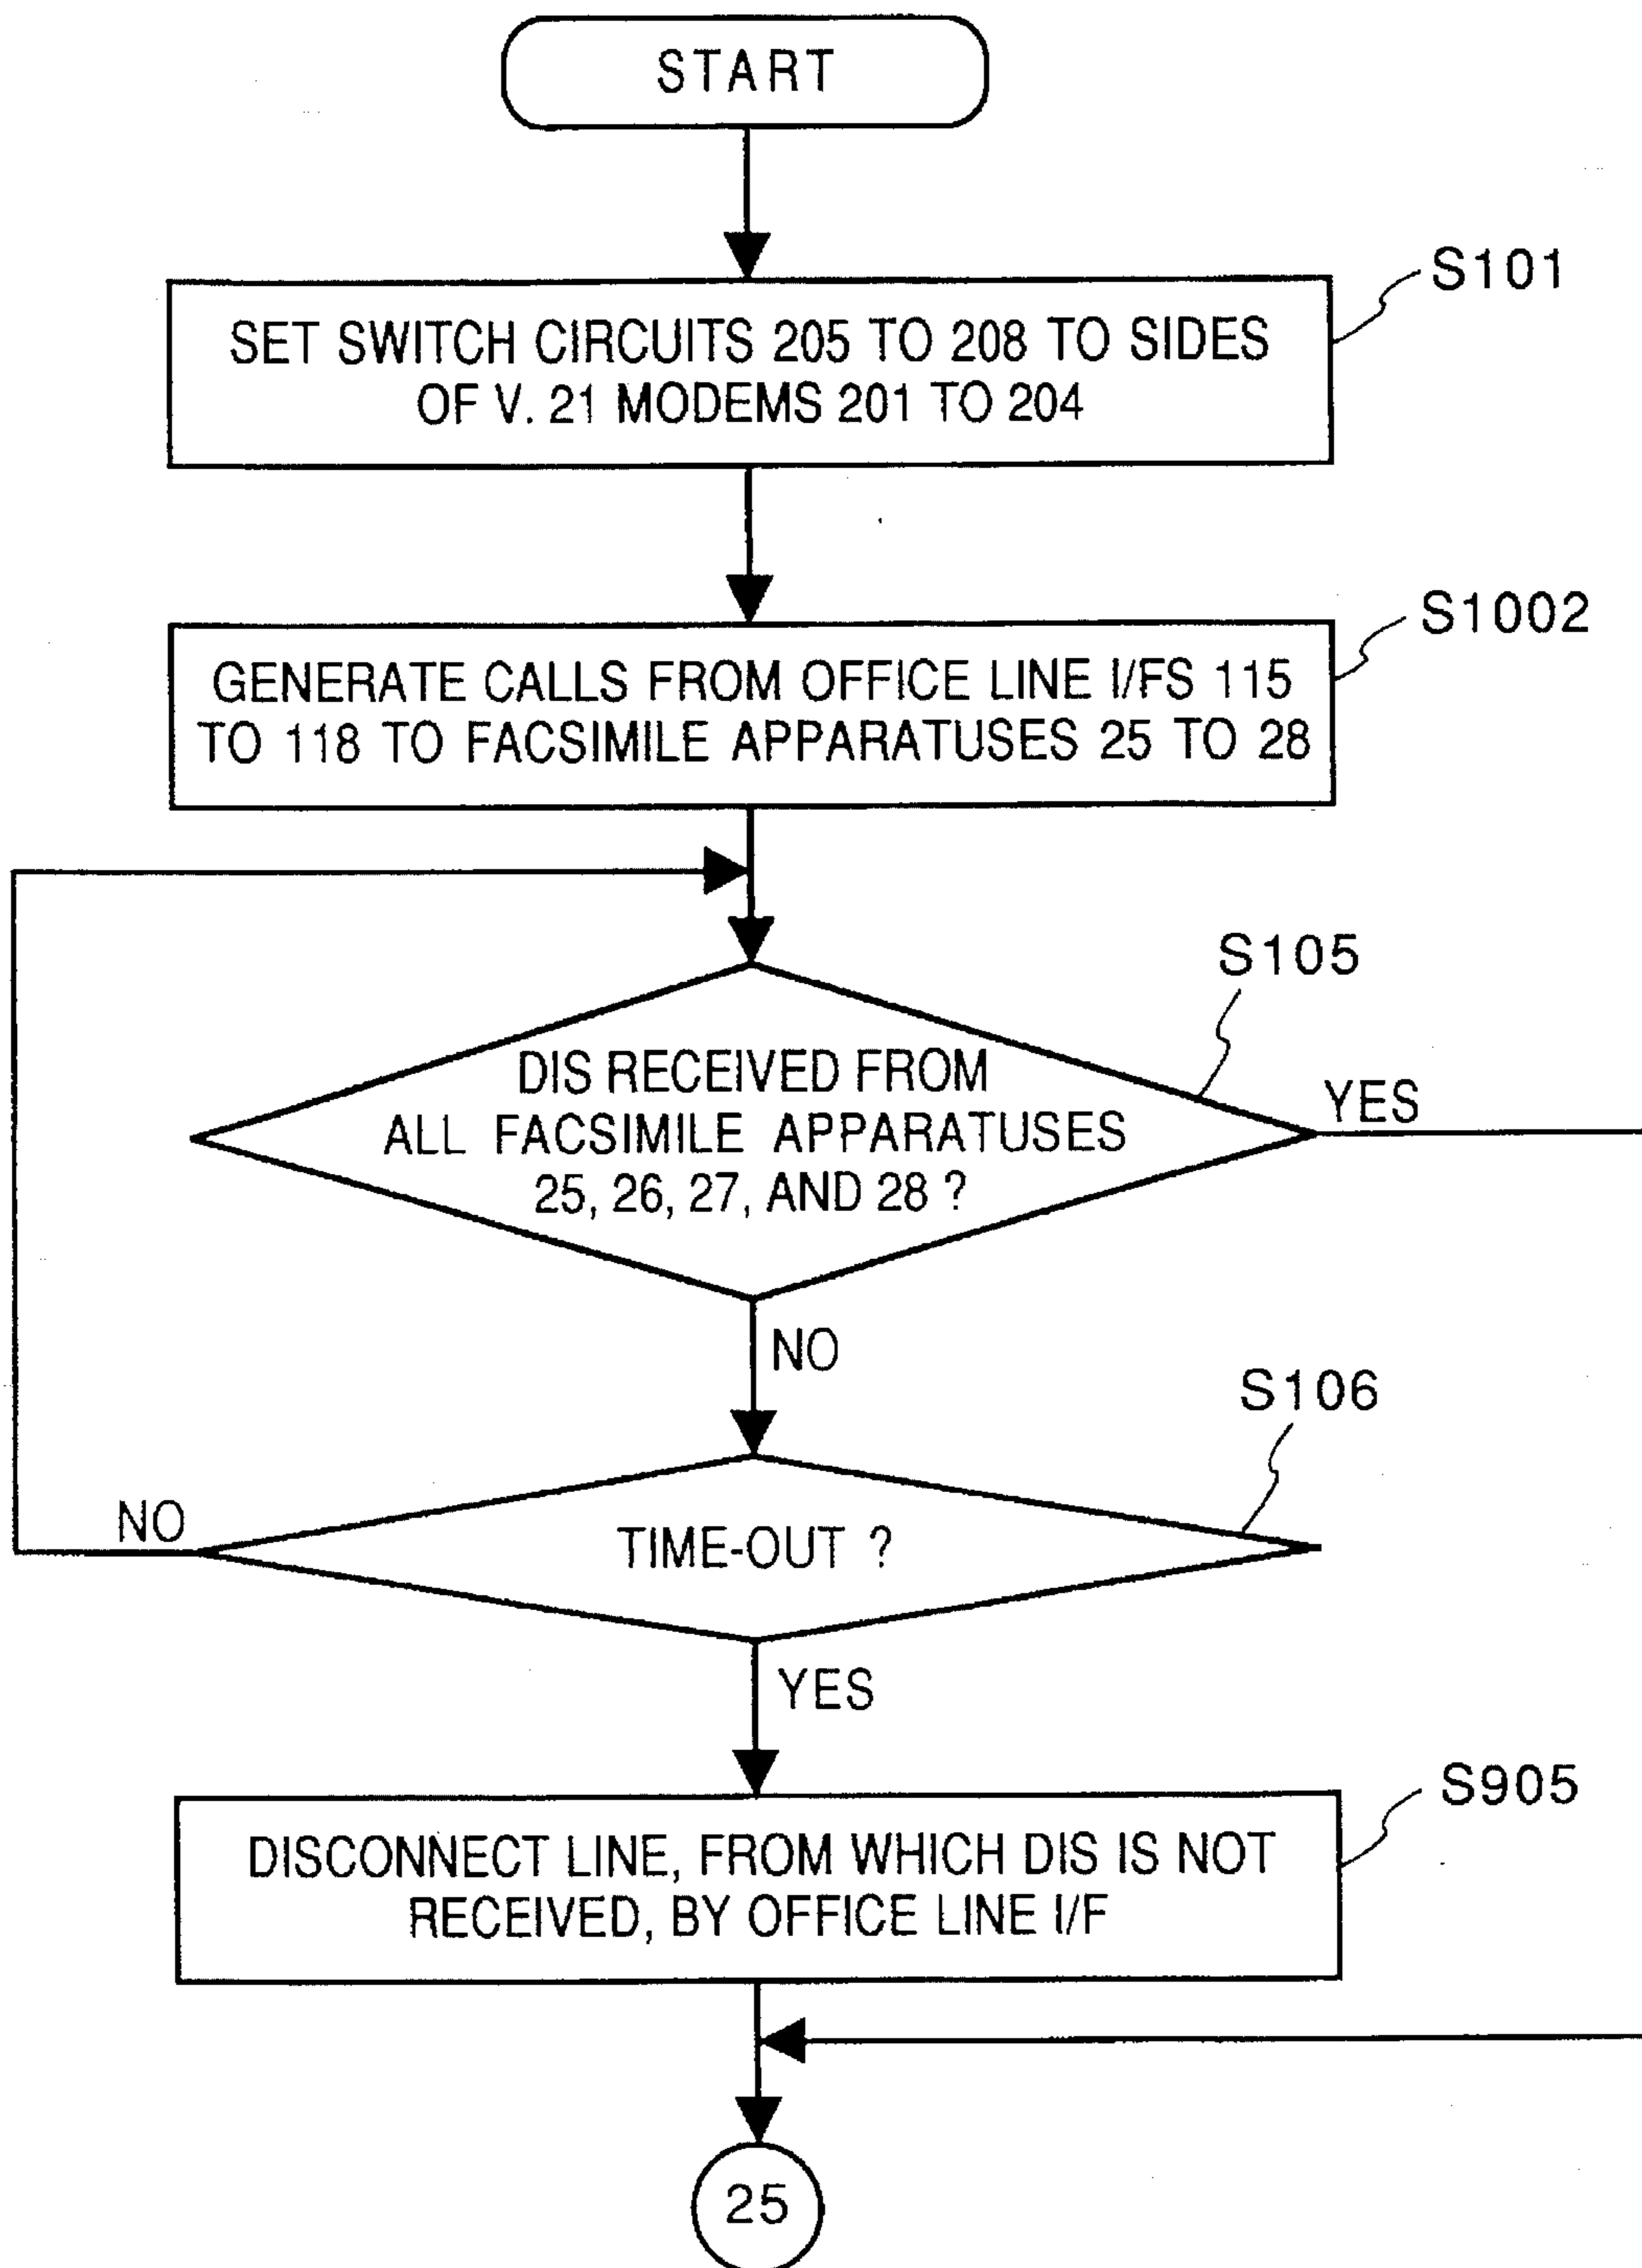 START
S101
SET SWITCH CIRCUITS 205 TO 208 TO SIDES
OF V. 21 MODEMS 201 TO 204
S1002
GENERATE CALLS FROM OFFICE LINE I/FS 115
TO 118 TO FACSIMILE APPARATUSES 25 TO 28
S105
DIS RECEIVED FROM
ALL FACSIMILE APPARATUSES
25, 26, 27, AND 28 ?
YES
NO
S106
NO
TIME-OUT ?
YES
S905
DISCONNECT LINE, FROM WHICH DIS IS NOT
RECEIVED, BY OFFICE LINE I/F
25